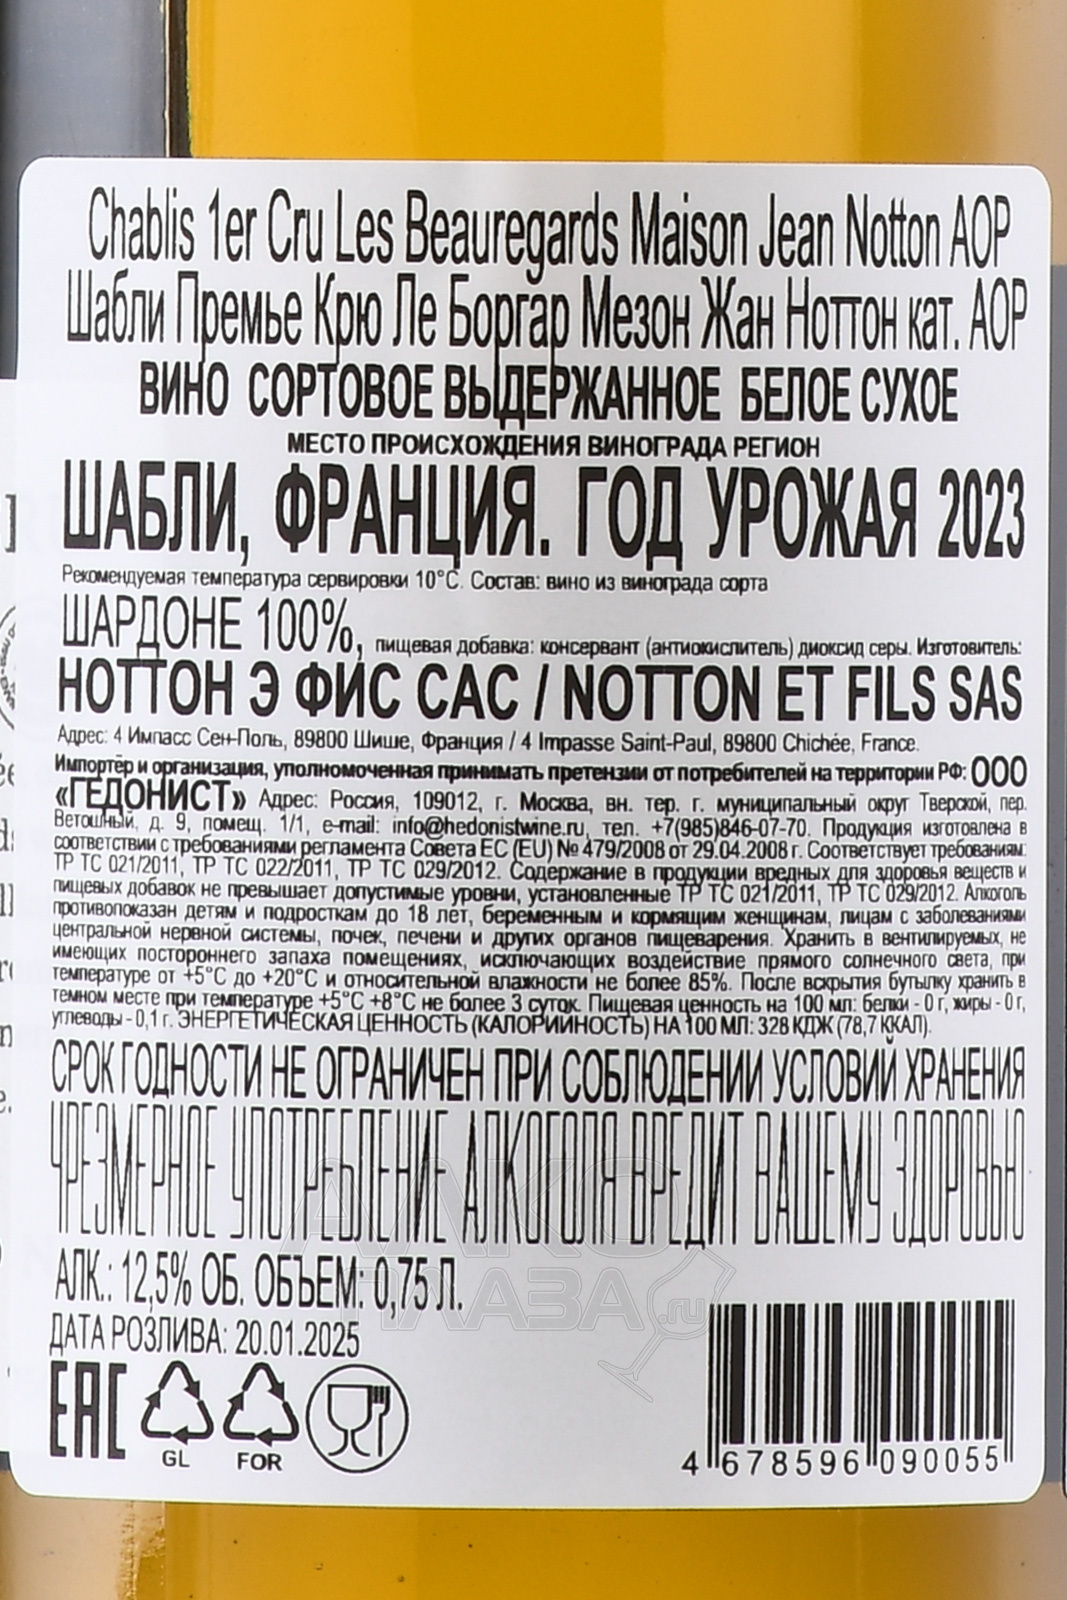 Chablis 1er Cru Les Beauregards Maison Jean Notton AOP
Шабли Премье Крю Ле Боргар Мезон Жан Ноттон кат. АОР
ВИНО СОРТОВОЕ ВЫДЕРЖАННОЕ БЕЛОЕ СУХОЕ
МЕСТО ПРОИСХОЖДЕНИЯ ВИНОГРАДА РЕГИОН
ШАБЛИ, ФРАНЦИЯ. ГОД УРОЖАЯ 2023
Рекомендуемая температура сервировки 10°С. Состав: вино из винограда сорта
ШАРДОНЕ 100%, пищевая добавка: консервант (антиокислитель) диоксид серы. Изготовитель:
НОТТОН Э ФИС САС / NOTTON ET FILS SAS
Адрес: 4 Импасс Сен-Поль, 89800 Шише, Франция / 4 Impasse Saint-Paul, 89800 Chichée, France.
Импортёр и организация, уполномоченная принимать претензии от потребителей на территории РФ: ООО
«ГЕДОНИСТ» Адрес: Россия, 109012, г. Москва, вн. тер. г. муниципальный округ Тверской, пер.
Ветошный, д. 9, помещ. 1/1, e-mail: info@hedonistwine.ru, тел. +7(985)846-07-70. Продукция изготовлена в
соответствии с требованиями регламента Совета ЕС (EU) № 479/2008 от 29.04.2008 г. Соответствует требованиям:
ТР ТС 021/2011, ТР ТС 022/2011, ТР ТС 029/2012. Содержание в продукции вредных для здоровья веществ и
пищевых добавок не превышает допустимые уровни, установленные ТР ТС 021/2011, ТР ТС 029/2012. Алкоголь
противопоказан детям и подросткам до 18 лет, беременным и кормящим женщинам, лицам с заболеваниями
центральной нервной системы, почек, печени и других органов пищеварения. Хранить в вентилируемых, не
имеющих постороннего запаха помещениях, исключающих воздействие прямого солнечного света, при
температуре от +5°С до +20°С и относительной влажности не более 85%. После вскрытия бутылку хранить в
темном месте при температуре +5°С +8°С не более 3 суток. Пищевая ценность на 100 мл: белки - 0 г, жиры - 0 г,
углеводы - 0,1 г. ЭНЕРГЕТИЧЕСКАЯ ЦЕННОСТЬ (КАЛОРИЙНОСТЬ) НА 100 МЛ: 328 КДЖ (78,7 ККАЛ).
СРОК ГОДНОСТИ НЕ ОГРАНИЧЕН ПРИ СОБЛЮДЕНИИ УСЛОВИЙ ХРАНЕНИЯ
ЧРЕЗМЕРНОЕ УПОТРЕБЛЕНИЕ АЛКОГОЛЯ ВРЕДИТ ВАШЕМУ ЗДОРОВЬЮ
АЛК.: 12,5% ОБ. ОБЪЕМ: 0,75 Л.
ДАТА РОЗЛИВА: 20.01.2025
EAC
GL FOR
4 678596 090055
АЛКО
ПЛАЗА.ru